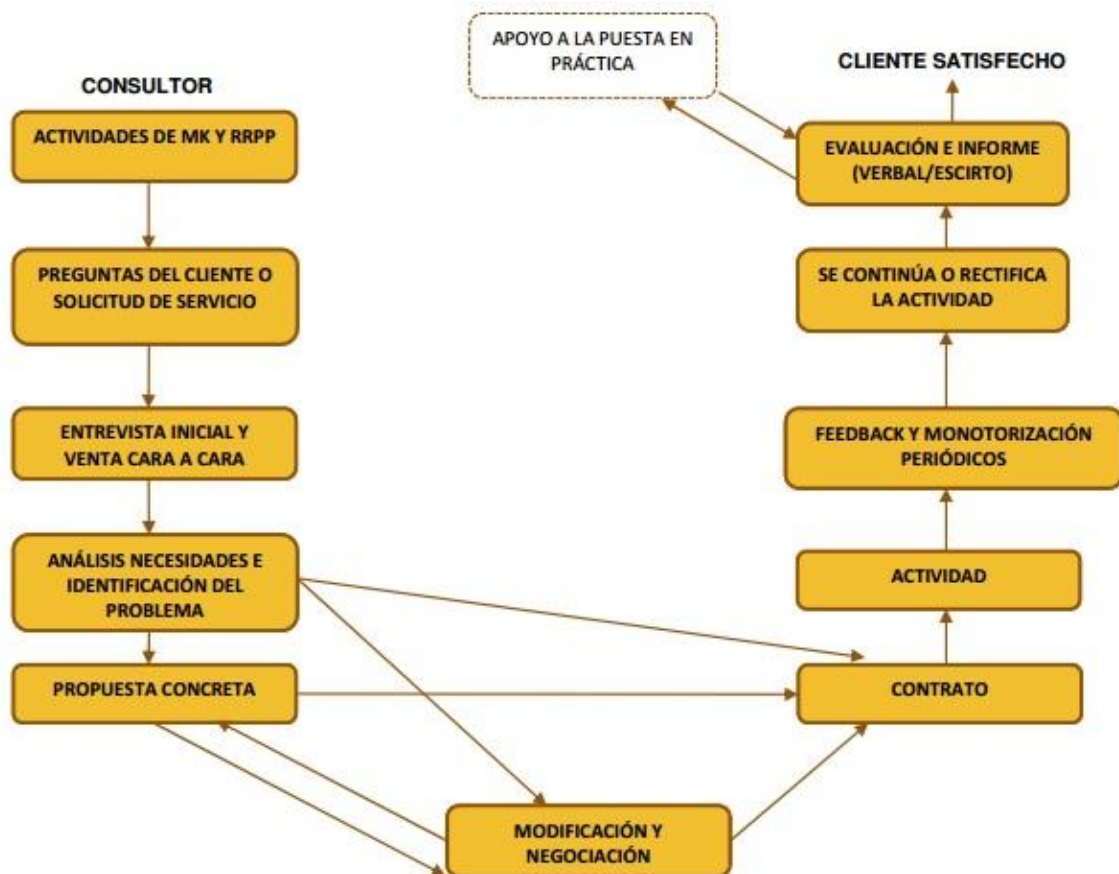 CONSULTOR
ACTIVIDADES DE MK Y RRPP
PREGUNTAS DEL CLIENTE O
SOLICITUD DE SERVICIO
ENTREVISTA INICIAL Y
VENTA CARA A CARA
ANÁLISIS NECESIDADES E
IDENTIFICACIÓN DEL
PROBLEMA
PROPUESTA CONCRETA
MODIFICACIÓN Y
NEGOCIACIÓN
CONTRATO
ACTIVIDAD
FEEDBACK Y MONOTORIZACIÓN
PERIÓDICOS
SE CONTINÚA O RECTIFICA
LA ACTIVIDAD
EVALUACIÓN E INFORME
(VERBAL/ESCIRTO)
APOYO A LA PUESTA EN
PRÁCTICA
CLIENTE SATISFECHO